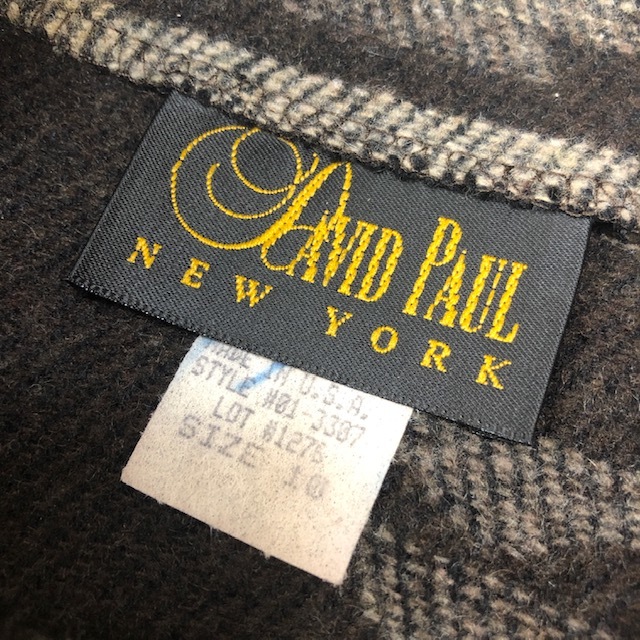 DAVID PAUL
NEW YORK
MADE IN U.S.A.
STYLE #01-3307
LOT #1276
SIZE 10